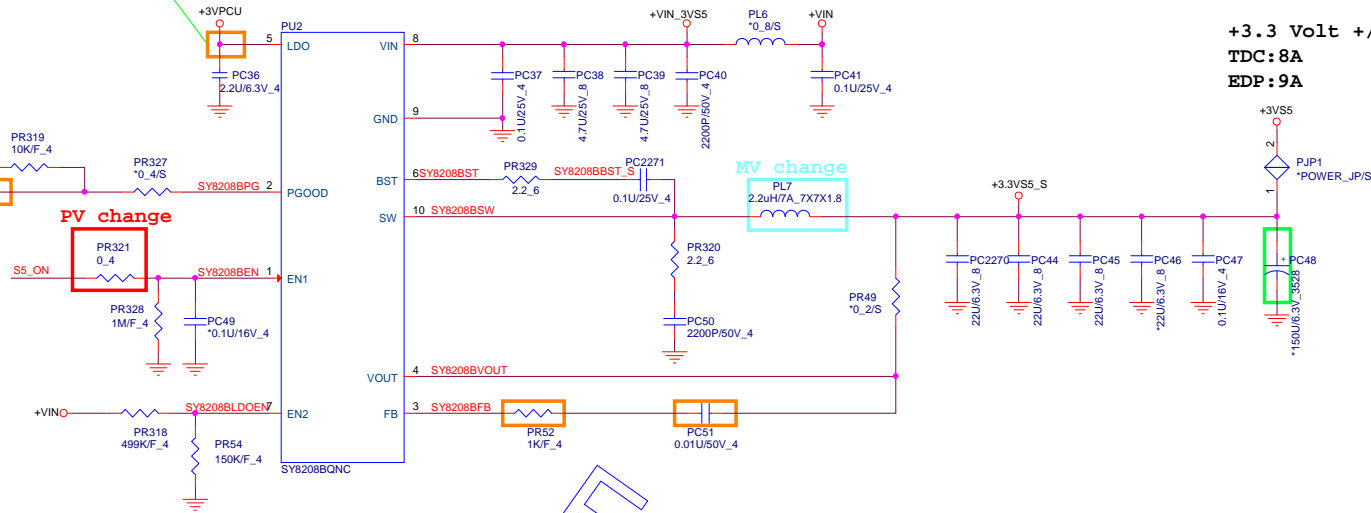 +3VPCU
PU2
5
LDO
PC36
2.2U/6.3V_4
VIN
8
+VIN_3VS5
PL6
*0_8/S
+VIN
PC37
0.1U/25V_4
PC38
4.7U/25V_8
PC39
4.7U/25V_8
PC40
2200P/50V_4
PC41
0.1U/25V_4
+3.3 Volt +/
TDC:8A
EDP:9A
GND
9
+3VS5
2
PJP1
*POWER_JP/S
1
PR319
10K/F_4
PR327
*0_4/S
SY8208BPG
2
PGOOD
BST
6
SY8208BST
PR329
2.2_6
SY8208BBST_S
PC2271
0.1U/25V_4
MV change
PL7
2.2uH/7A_7X7X1.8
+3.3VS5_S
SW
10
SY8208BSW
PV change
PR321
0_4
S5_ON
SY8208BEN
1
EN1
PR320
2.2_6
PC2270
22U/6.3V_8
PC44
22U/6.3V_8
PC45
22U/6.3V_8
PC46
*22U/6.3V_8
PC47
0.1U/16V_4
+
PC48
*150U/6.3V_3528
PR49
*0_2/S
PR328
1M/F_4
PC49
*0.1U/16V_4
PC50
2200P/50V_4
VOUT
4
SY8208BVOUT
+VIN
SY8208BLDOEN
7
EN2
FB
3
SY8208BFB
PR318
499K/F_4
PR54
150K/F_4
PR52
1K/F_4
PC51
0.01U/50V_4
SY8208BQNC